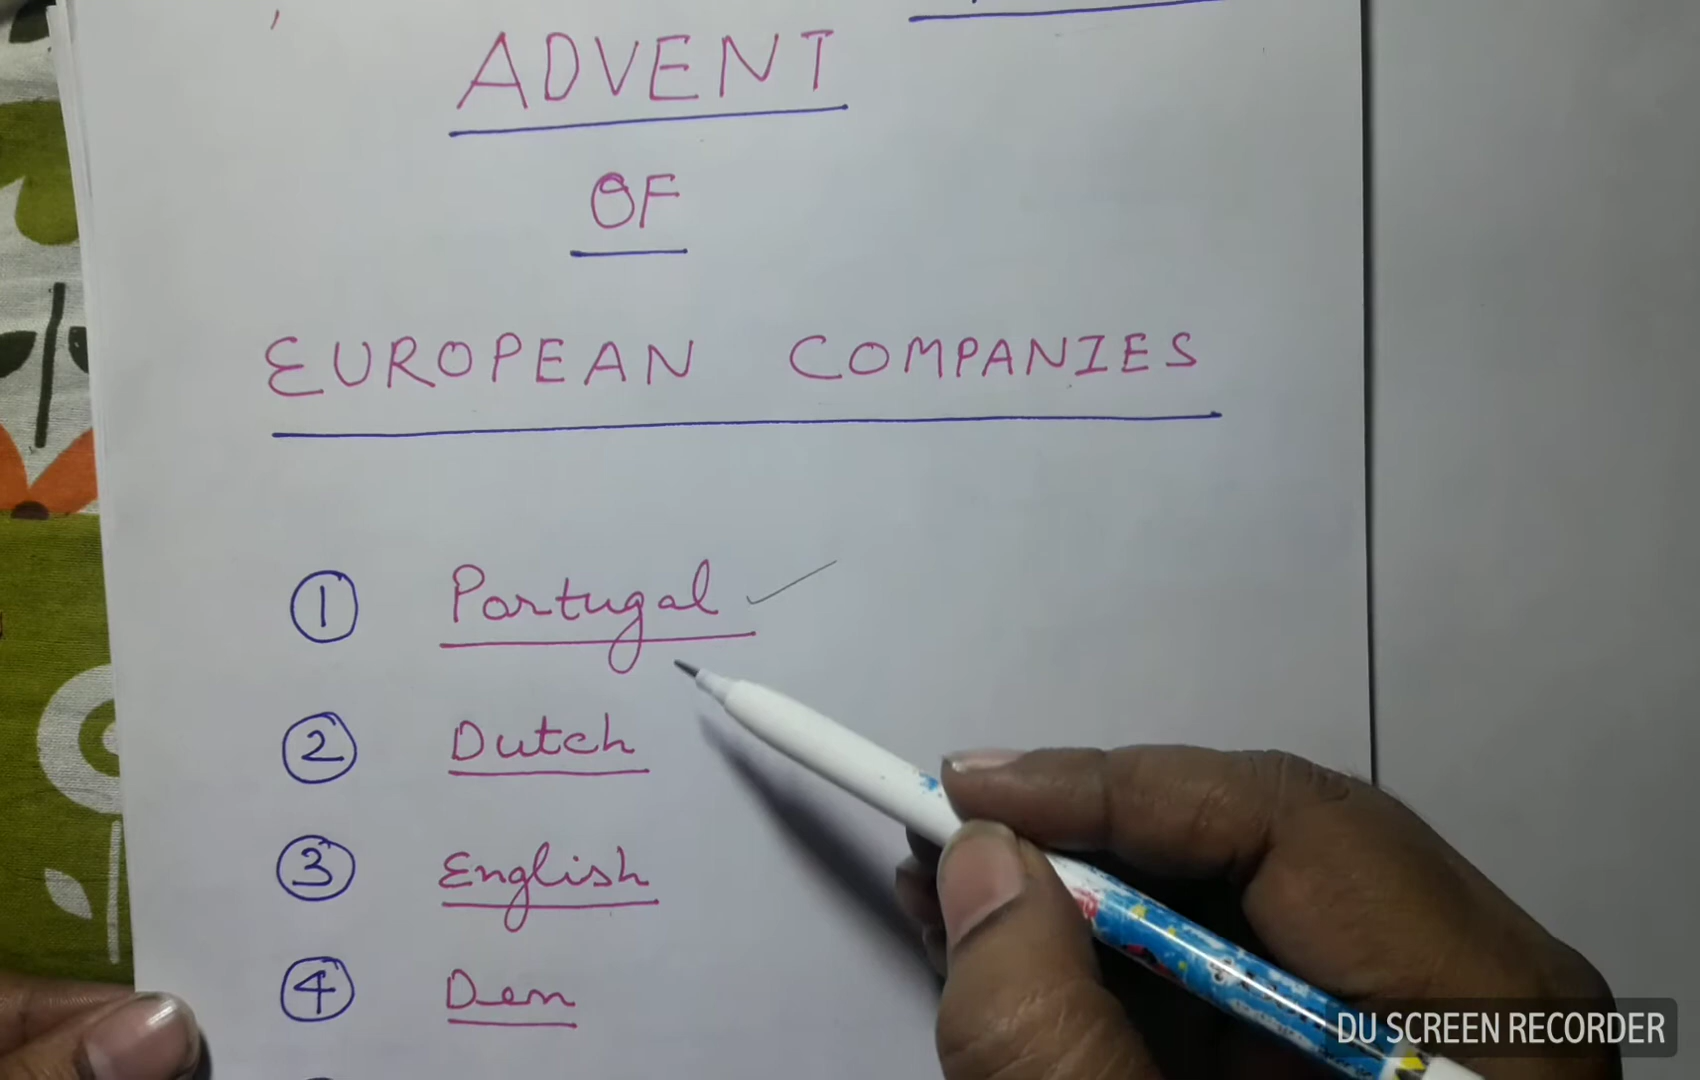 ADVENT
OF
EUROPEAN COMPANIES
1 Portugal
2 Dutch
3 English
4 Den
DU SCREEN RECORDER